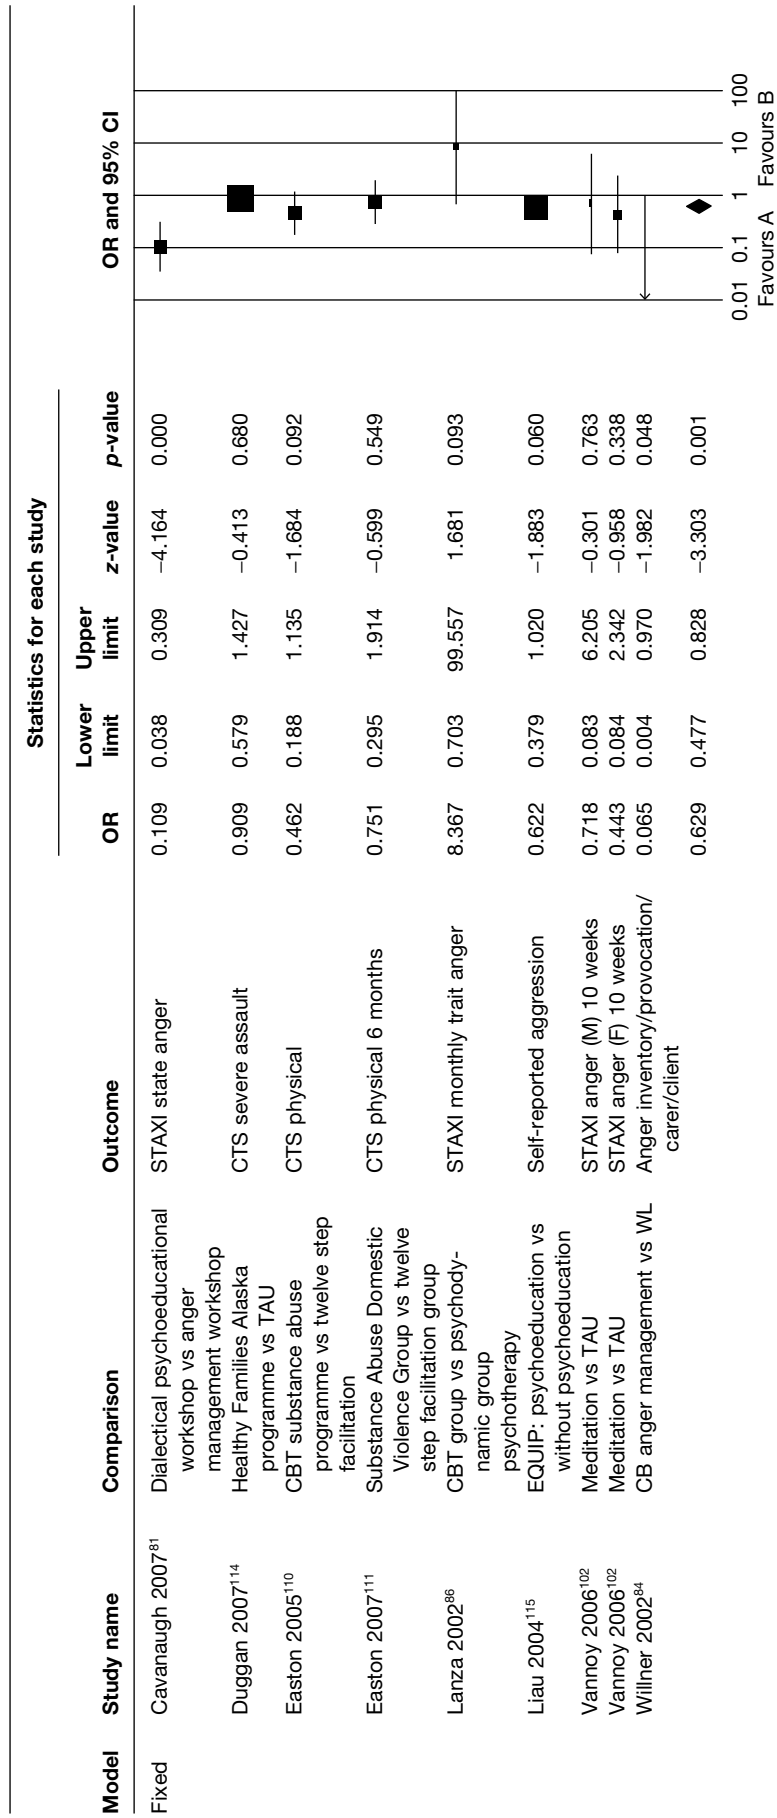 Statistics for each study
Model Study name Comparison Outcome OR Lower limit Upper limit z-value p-value OR and 95% CI
Fixed Cavanaugh 200781 Dialectical psychoeducational STAXI state anger 0.109 0.038 0.309 −4.164 0.000
workshop vs anger
management workshop
Duggan 2007114 Healthy Families Alaska CTS severe assault 0.909 0.579 1.427 −0.413 0.680
programme vs TAU
Easton 2005110 CBT substance abuse CTS physical 0.462 0.188 1.135 −1.684 0.092
programme vs twelve step
facilitation
Easton 2007111 Substance Abuse Domestic CTS physical 6 months 0.751 0.295 1.914 −0.599 0.549
Violence Group vs twelve
step facilitation group
Lanza 200286 CBT group vs psychody- STAXI monthly trait anger 8.367 0.703 99.557 1.681 0.093
namic group
psychotherapy
Liau 2004115 EQUIP: psychoeducation vs Self-reported aggression 0.622 0.379 1.020 −1.883 0.060
without psychoeducation
Vannoy 2006102 Meditation vs TAU STAXI anger (M) 10 weeks 0.718 0.083 6.205 −0.301 0.763
Vannoy 2006102 Meditation vs TAU STAXI anger (F) 10 weeks 0.443 0.084 2.342 −0.958 0.338
Willner 200284 CB anger management vs WL Anger inventory/provocation/ 0.065 0.004 0.970 −1.982 0.048
carer/client
0.629 0.477 0.828 −3.303 0.001
0.01 0.1 1 10 100
Favours A Favours B